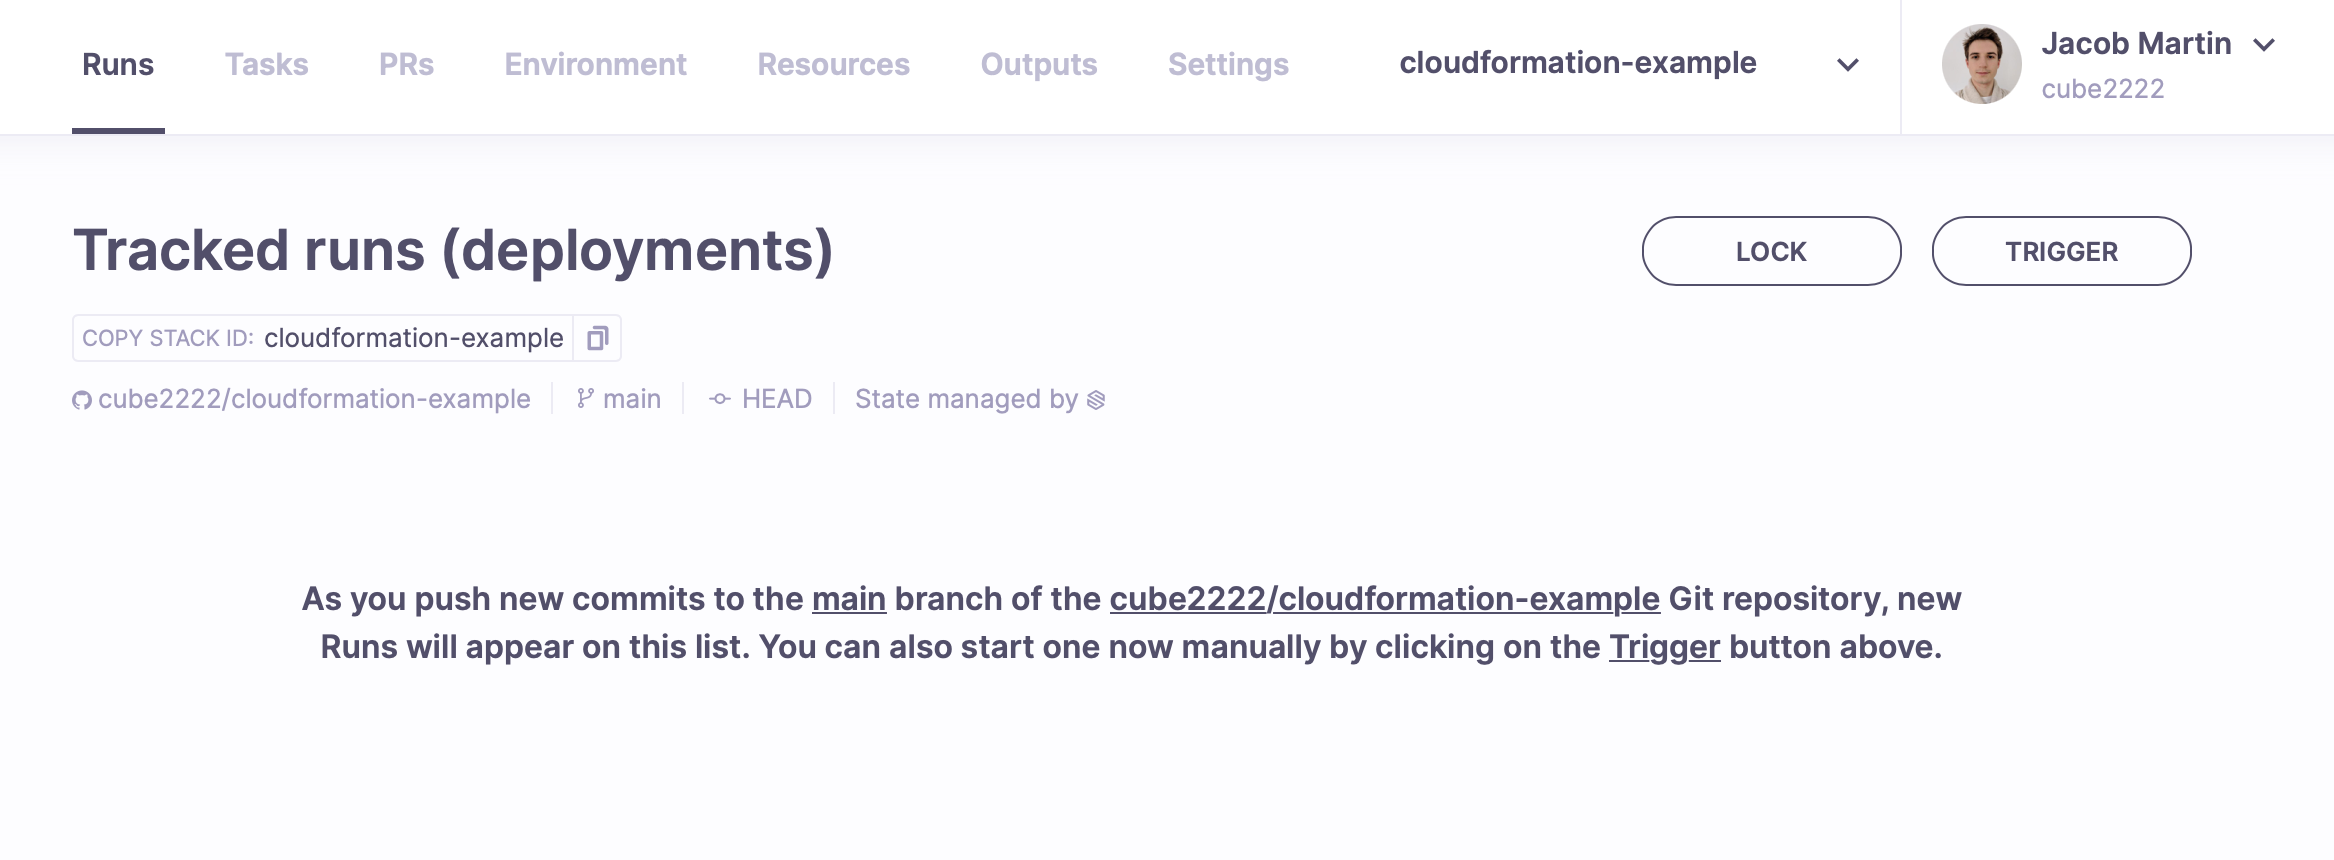 Runs Tasks PRs Environment Resources Outputs Settings cloudformation-example Jacob Martin
cube2222
Tracked runs (deployments) LOCK TRIGGER
COPY STACK ID: cloudformation-example
cube2222/cloudformation-example main HEAD State managed by
As you push new commits to the main branch of the cube2222/cloudformation-example Git repository, new
Runs will appear on this list. You can also start one now manually by clicking on the Trigger button above.